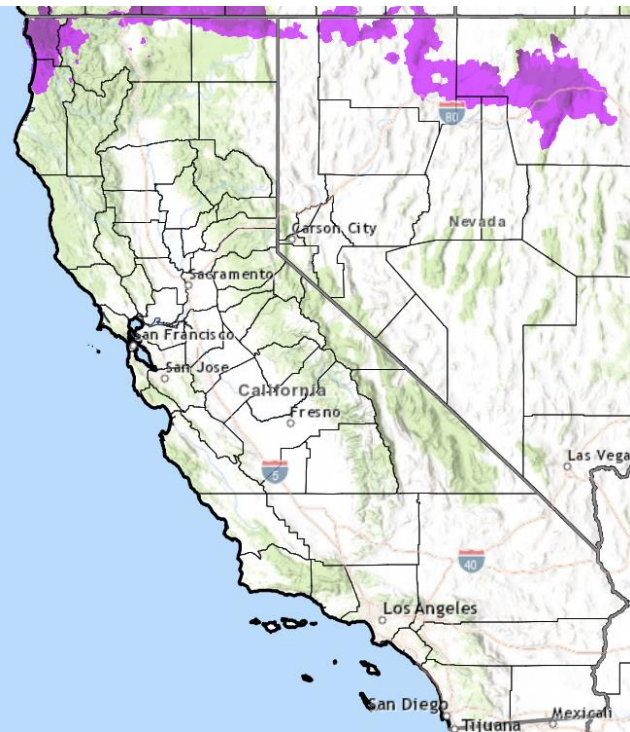 80
Carson City
Nevada
Sacramento
San Francisco
San Jose
California
Fresno
Las Vega
5
40
Los Angeles
San Diego
Mexicali
Tijuana